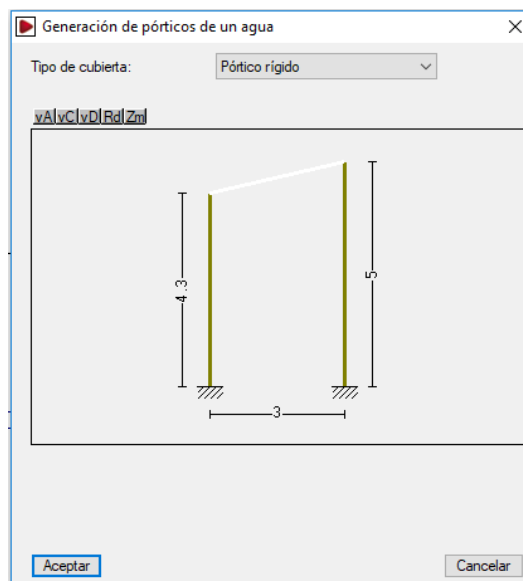 Generación de pórticos de un agua
Tipo de cubierta: Pórtico rígido
vA vC vD Rd Zm
4.3
5
3
Aceptar Cancelar